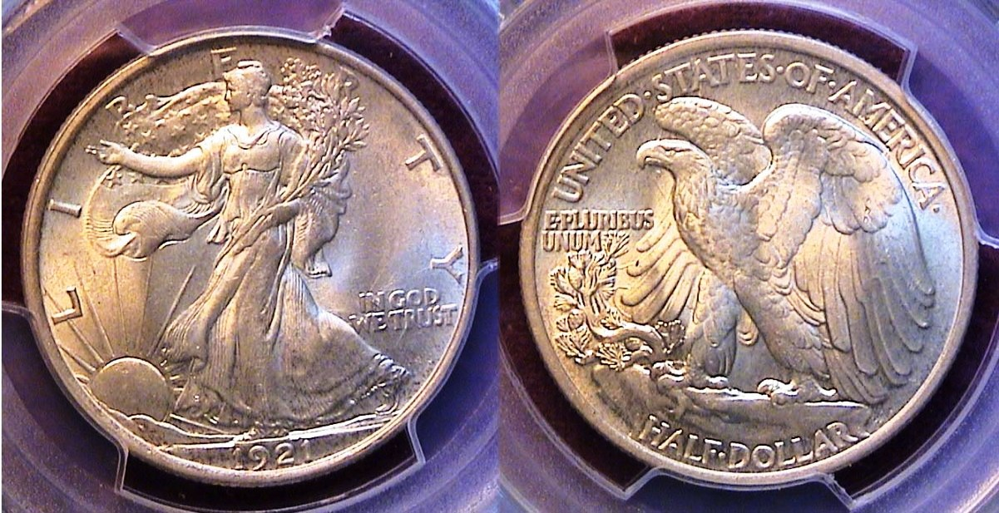 LIBERTY
IN GOD
WE TRUST
1921
UNITED·STATES·OF·AMERICA·
E·PLURIBUS
UNUM
HALF·DOLLAR